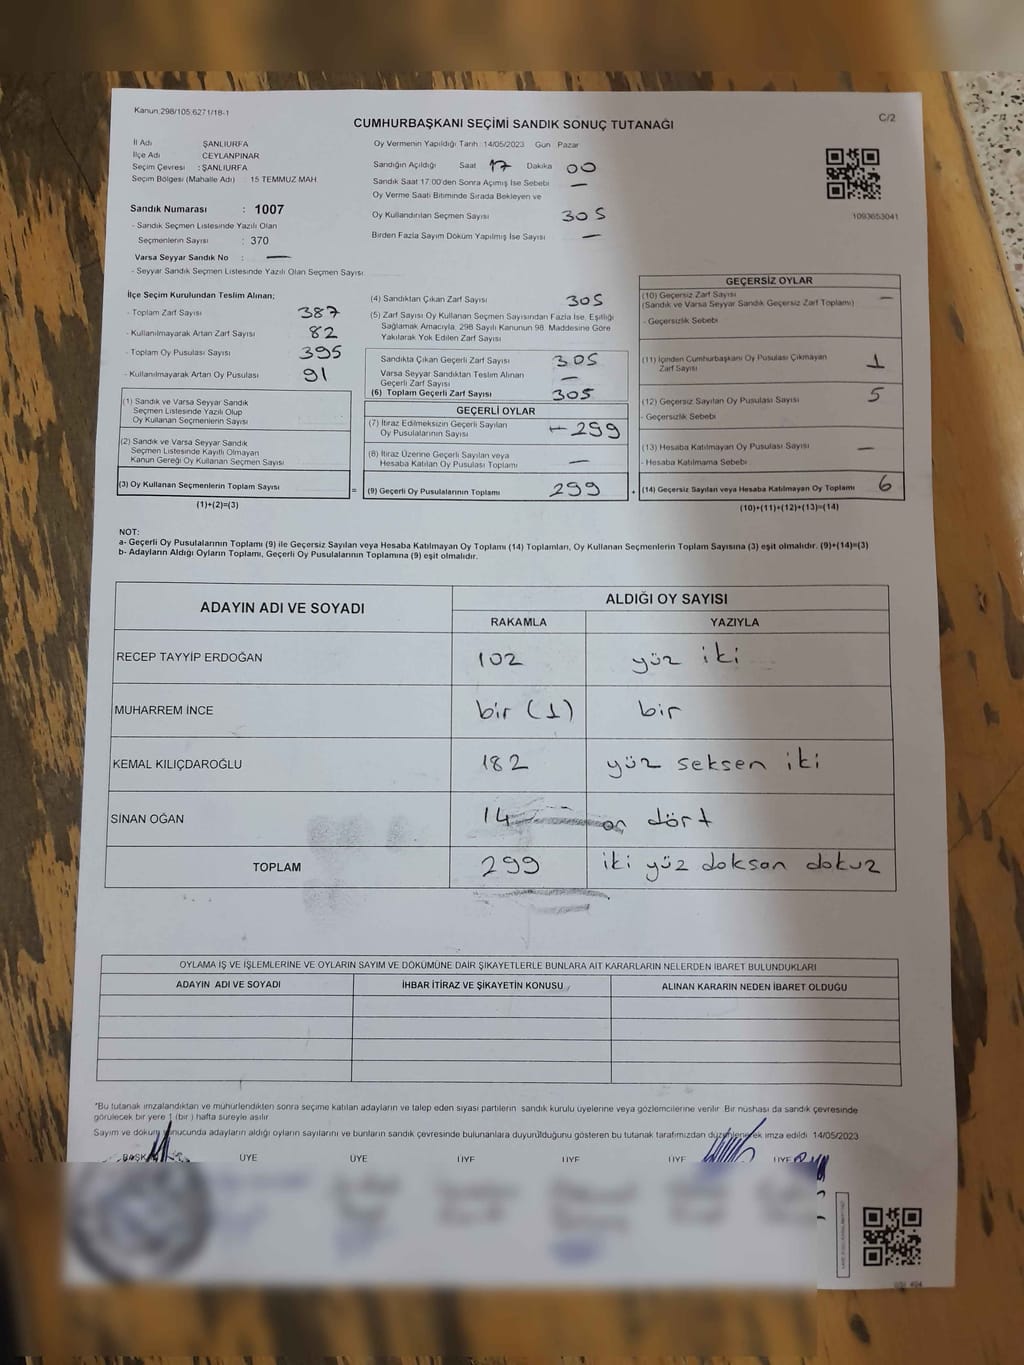 Kanun:298/105;6271/18-1
CUMHURBAŞKANI SEÇİMİ SANDIK SONUÇ TUTANAĞI
C/2
İl Adı ŞANLIURFA
İlçe Adı CEYLANPINAR
Seçim Çevresi : ŞANLIURFA
Seçim Bölgesi (Mahalle Adı) : 15 TEMMUZ MAH.
Sandık Numarası : 1007
- Sandık Seçmen Listesinde Yazılı Olan
Seçmenlerin Sayısı : 370
Varsa Seyyar Sandık No : —
- Seyyar Sandık Seçmen Listesinde Yazılı Olan Seçmen Sayısı
Oy Vermenin Yapıldığı Tarih: 14/05/2023 Gün Pazar
Sandığın Açıldığı Saat 17 Dakika 00
Sandık Saat 17:00'den Sonra Açımış İse Sebebi —
Oy Verme Saati Bitiminde Sırada Bekleyen ve
Oy Kullandırılan Seçmen Sayısı 305
Birden Fazla Sayım Döküm Yapılmış İse Sayısı —
1093653041
İlçe Seçim Kurulundan Teslim Alınan;
- Toplam Zarf Sayısı 387
- Kullanılmayarak Artan Zarf Sayısı 82
- Toplam Oy Pusulası Sayısı 395
- Kullanılmayarak Artan Oy Pusulası 91
(1) Sandık ve Varsa Seyyar Sandık
Seçmen Listesinde Yazılı Olup
Oy Kullanan Seçmenlerin Sayısı
(2) Sandık ve Varsa Seyyar Sandık
Seçmen Listesinde Kayıtlı Olmayan
Kanun Gereği Oy Kullanan Seçmen Sayısı
(3) Oy Kullanan Seçmenlerin Toplam Sayısı
(1)+(2)=(3)
(4) Sandıktan Çıkan Zarf Sayısı 305
(5) Zarf Sayısı Oy Kullanan Seçmen Sayısından Fazla İse, Eşitliği
Sağlamak Amacıyla, 298 Sayılı Kanunun 98. Maddesine Göre
Yakılarak Yok Edilen Zarf Sayısı
Sandıkta Çıkan Geçerli Zarf Sayısı 305
Varsa Seyyar Sandıktan Teslim Alınan
Geçerli Zarf Sayısı —
(6) Toplam Geçerli Zarf Sayısı 305
GEÇERLİ OYLAR
(7) İtiraz Edilmeksizin Geçerli Sayılan
Oy Pusulalarının Sayısı 299
(8) İtiraz Üzerine Geçerli Sayılan veya
Hesaba Katılan Oy Pusulası Toplamı —
= (9) Geçerli Oy Pusulalarının Toplamı 299 +
GEÇERSİZ OYLAR
(10) Geçersiz Zarf Sayısı —
(Sandık ve Varsa Seyyar Sandık Geçersiz Zarf Toplamı)
- Geçersizlik Sebebi
(11) İçinden Cumhurbaşkanı Oy Pusulası Çıkmayan
Zarf Sayısı 1
(12) Geçersiz Sayılan Oy Pusulası Sayısı 5
- Geçersizlik Sebebi
(13) Hesaba Katılmayan Oy Pusulası Sayısı —
- Hesaba Katılmama Sebebi
(14) Geçersiz Sayılan veya Hesaba Katılmayan Oy Toplamı 6
(10)+(11)+(12)+(13)=(14)
NOT:
a- Geçerli Oy Pusulalarının Toplamı (9) ile Geçersiz Sayılan veya Hesaba Katılmayan Oy Toplamı (14) Toplamları, Oy Kullanan Seçmenlerin Toplam Sayısına (3) eşit olmalıdır. (9)+(14)=(3)
b- Adayların Aldığı Oyların Toplamı, Geçerli Oy Pusulalarının Toplamına (9) eşit olmalıdır.
ADAYIN ADI VE SOYADI ALDIĞI OY SAYISI
RAKAMLA YAZIYLA
RECEP TAYYİP ERDOĞAN 102 yüz iki
MUHARREM İNCE bir (1) bir
KEMAL KILIÇDAROĞLU 182 yüz seksen iki
SİNAN OĞAN 14 on dört
TOPLAM 299 iki yüz doksan dokuz
OYLAMA İŞ VE İŞLEMLERİNE VE OYLARIN SAYIM VE DÖKÜMÜNE DAİR ŞİKAYETLERLE BUNLARA AİT KARARLARIN NELERDEN İBARET BULUNDUKLARI
ADAYIN ADI VE SOYADI İHBAR İTİRAZ VE ŞİKAYETİN KONUSU ALINAN KARARIN NEDEN İBARET OLDUĞU
"Bu tutanak imzalandıktan ve mühürlendikten sonra seçime katılan adayların ve talep eden siyasi partilerin sandık kurulu üyelerine veya gözlemcilerine verilir. Bir nüshası da sandık çevresinde
görülecek bir yere 1 (bir) hafta süreyle asılır.
Sayım ve döküm sonucunda adayların aldığı oyların sayılarını ve bunların sandık çevresinde bulunanlara duyurulduğunu gösteren bu tutanak tarafımızdan düzenlenerek imza edildi. 14/05/2023
BAŞKAN ÜYE ÜYE ÜYE ÜYE ÜYE ÜYE